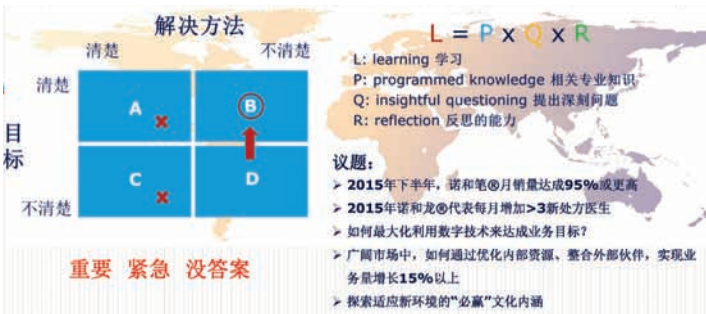 解决方法
清楚
不清楚
清楚
A
B
目标
C
D
不清楚
重要 紧急 没答案
L = P x Q x R
L: learning 学习
P: programmed knowledge 相关专业知识
Q: insightful questioning 提出深刻问题
R: reflection 反思的能力
议题：
➢ 2015年下半年，诺和笔®月销量达成95%或更高
➢ 2015年诺和龙®代表每月增加>3新处方医生
➢ 如何最大化利用数字技术来达成业务目标？
➢ 广阔市场中，如何通过优化内部资源、整合外部伙伴，实现业
务量增长15%以上
➢ 探索适应新环境的“必赢”文化内涵